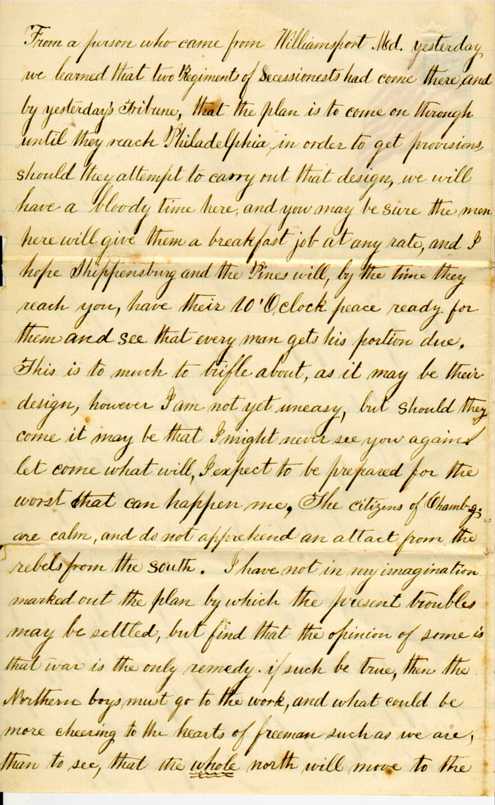 From a person who came from Williamsport Md. yesterday
we learned that two Regiments of Secessionests had come there, and
by yesterday's Tribune, that the plan is to come on through
until they reach Philadelphia, in order to get provisions
should they attempt to carry out that design, we will
have a bloody time here, and you may be sure the men
here will give them a breakfast job at any rate, and I
hope Shippensburg and the Pines will, by the time they
reach you, have their 10 'O,clock peace ready for
them and see that every man gets his portion due.
This is to much to trifle about, as it may be their
design, however I am not yet uneasy, but should they
come it may be that I might never see you again
let come what will, I expect to be prepared for the
worst that can happen me. The citizens of Chambg;
are calm, and do not apprehend an attact from the
rebels from the south. I have not in my imagination
marked out the plan by which the present troubles
may be settled, but find that the opinion of some is
that war is the only remedy. if such be true, then the
Northern boys must go to the work, and what could be
more cheering to the hearts of freeman such as we are,
than to see, that the whole north will move to the